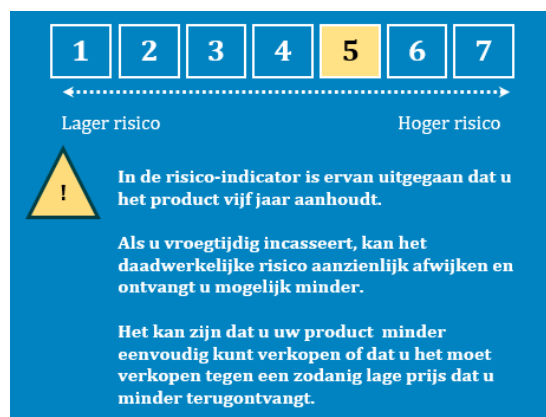 1 2 3 4 5 6 7
Lager risico Hoger risico
!
In de risico-indicator is ervan uitgegaan dat u
het product vijf jaar aanhoudt.
Als u vroegtijdig incasseert, kan het
daadwerkelijke risico aanzienlijk afwijken en
ontvangt u mogelijk minder.
Het kan zijn dat u uw product minder
eenvoudig kunt verkopen of dat u het moet
verkopen tegen een zodanig lage prijs dat u
minder terugontvangt.